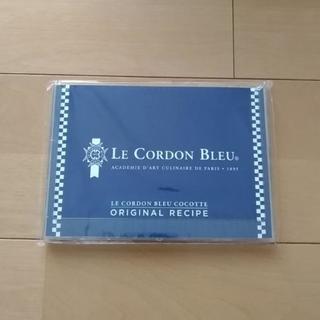 LE CORDON BLEU®
ACADÉMIE D'ART CULINAIRE DE PARIS - 1895
LE CORDON BLEU COCOTTE
ORIGINAL RECIPE